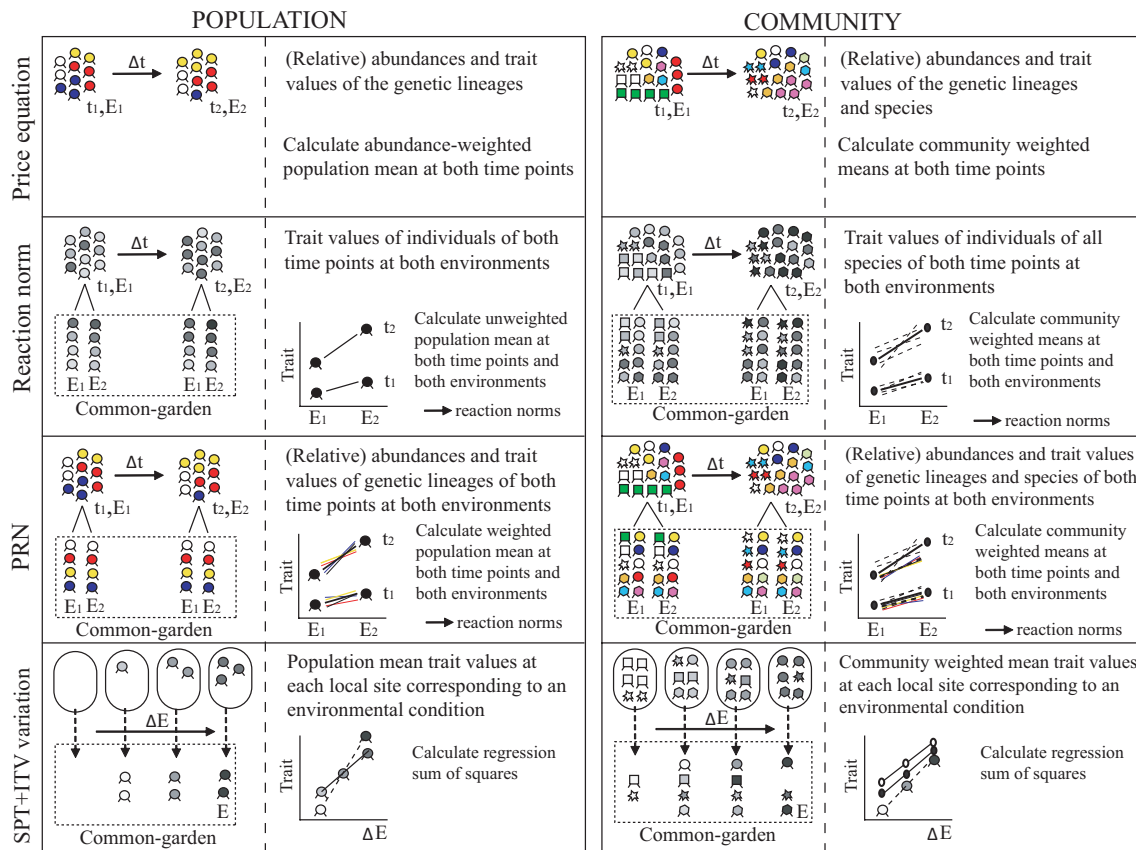 POPULATION
COMMUNITY
Price equation
Δt
t1,E1
t2,E2
(Relative) abundances and trait
values of the genetic lineages
Calculate abundance-weighted
population mean at both time points
Δt
t1,E1
t2,E2
(Relative) abundances and trait
values of the genetic lineages
and species
Calculate community weighted
means at both time points
Reaction norm
Δt
t1,E1
t2,E2
E1 E2
E1 E2
Common-garden
Trait values of individuals of both
time points at both environments
Trait
t2
t1
E1
E2
Calculate unweighted
population mean at
both time points and
both environments
reaction norms
Δt
t1,E1
t2,E2
E1 E2
E1 E2
Common-garden
Trait values of individuals of all
species of both time points at
both environments
Trait
t2
t1
E1
E2
Calculate community
weighted means at
both time points and
both environments
reaction norms
PRN
Δt
t1,E1
t2,E2
E1 E2
E1 E2
Common-garden
(Relative) abundances and trait
values of genetic lineages of both
time points at both environments
Trait
t2
t1
E1
E2
Calculate weighted
population mean at
both time points and
both environments
reaction norms
Δt
t1,E1
t2,E2
E1 E2
E1 E2
Common-garden
(Relative) abundances and trait values
of genetic lineages and species of both
time points at both environments
Trait
t2
t1
E1
E2
Calculate community
weighted means at
both time points and
both environments
reaction norms
SPT+ITV variation
ΔE
E
Common-garden
Population mean trait values at
each local site corresponding to an
environmental condition
Trait
ΔE
Calculate regression
sum of squares
ΔE
E
Common-garden
Community weighted mean trait values
at each local site corresponding to an
environmental condition
Trait
ΔE
Calculate regression
sum of squares